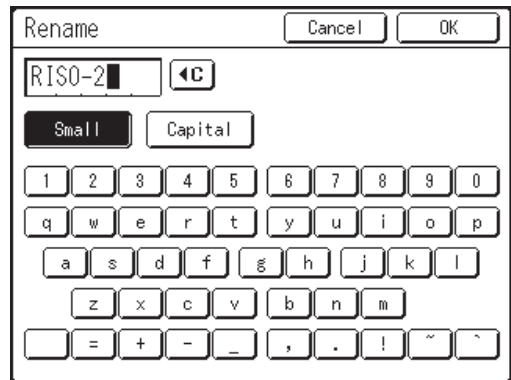 Rename Cancel OK
RISO-2 ◀C
Small Capital
1 2 3 4 5 6 7 8 9 0
q w e r t y u i o p
a s d f g h j k l
z x c v b n m
= + - _ , . ! ~ ^